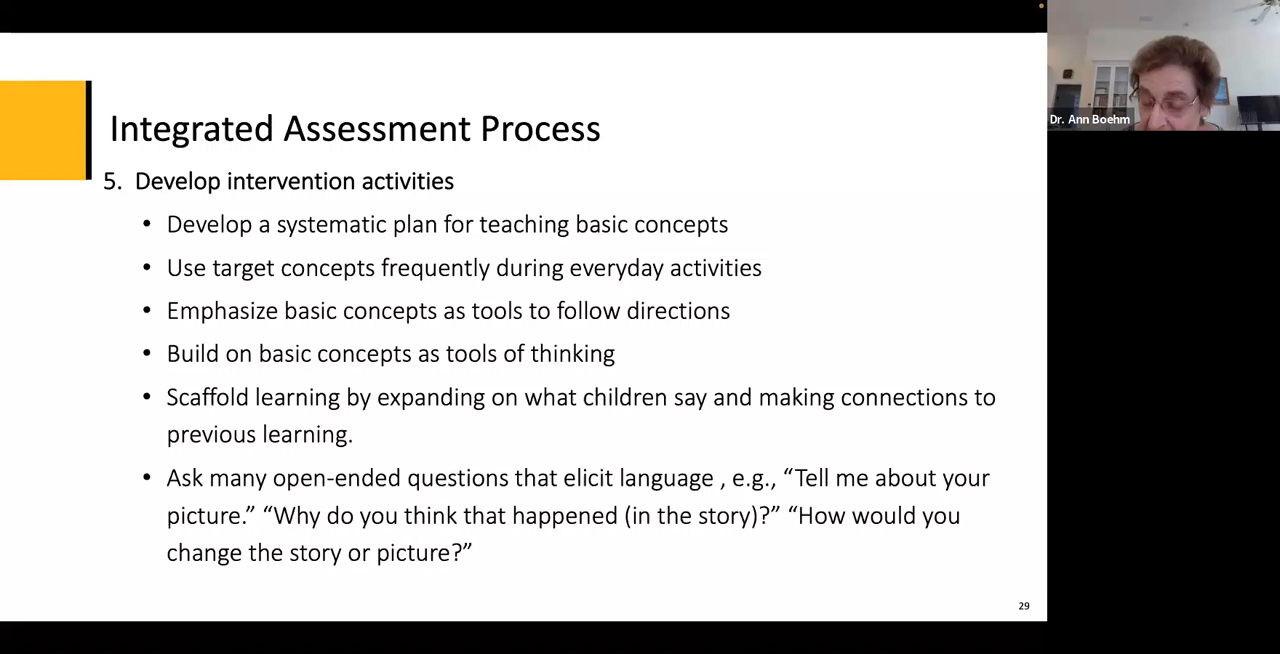 Integrated Assessment Process
5. Develop intervention activities
• Develop a systematic plan for teaching basic concepts
• Use target concepts frequently during everyday activities
• Emphasize basic concepts as tools to follow directions
• Build on basic concepts as tools of thinking
• Scaffold learning by expanding on what children say and making connections to
previous learning.
• Ask many open-ended questions that elicit language , e.g., “Tell me about your
picture.” “Why do you think that happened (in the story)?” “How would you
change the story or picture?”
29
Dr. Ann Boehm